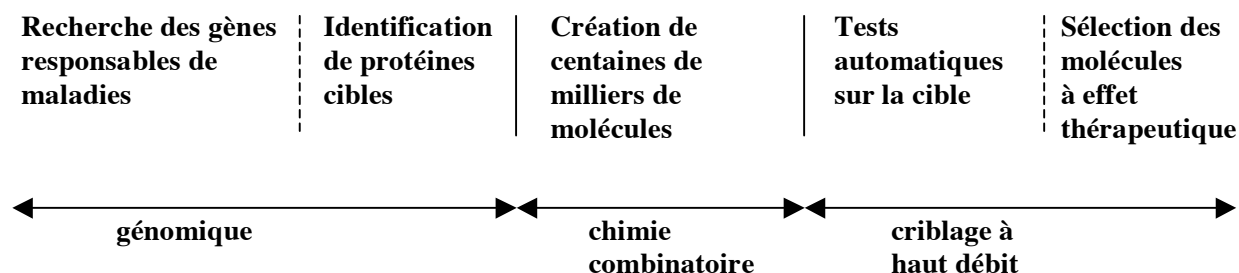 Recherche des gènes
responsables de
maladies
Identification
de protéines
cibles
Création de
centaines de
milliers de
molécules
Tests
automatiques
sur la cible
Sélection des
molécules
à effet
thérapeutique
génomique
chimie
combinatoire
criblage à
haut débit